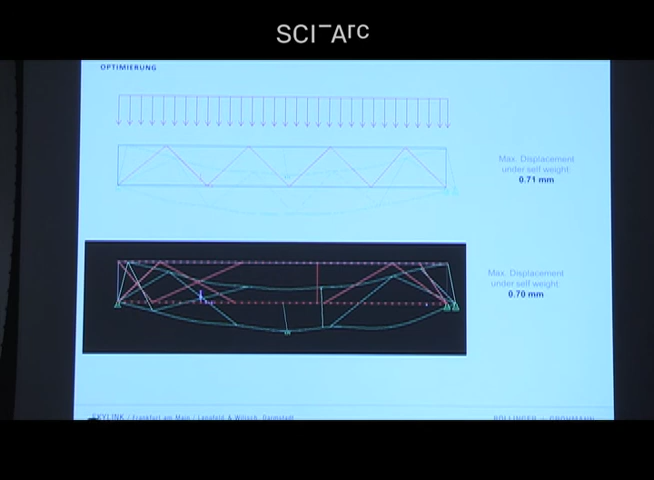 SCI-Arc
OPTIMIERUNG
Max. Displacement
under self weight:
0.71 mm
Max. Displacement
under self weight:
0.70 mm
SKYLINK / Frankfurt am Main / Lengfeld & Wilisch, Darmstadt
BOLLINGER + GROHMANN